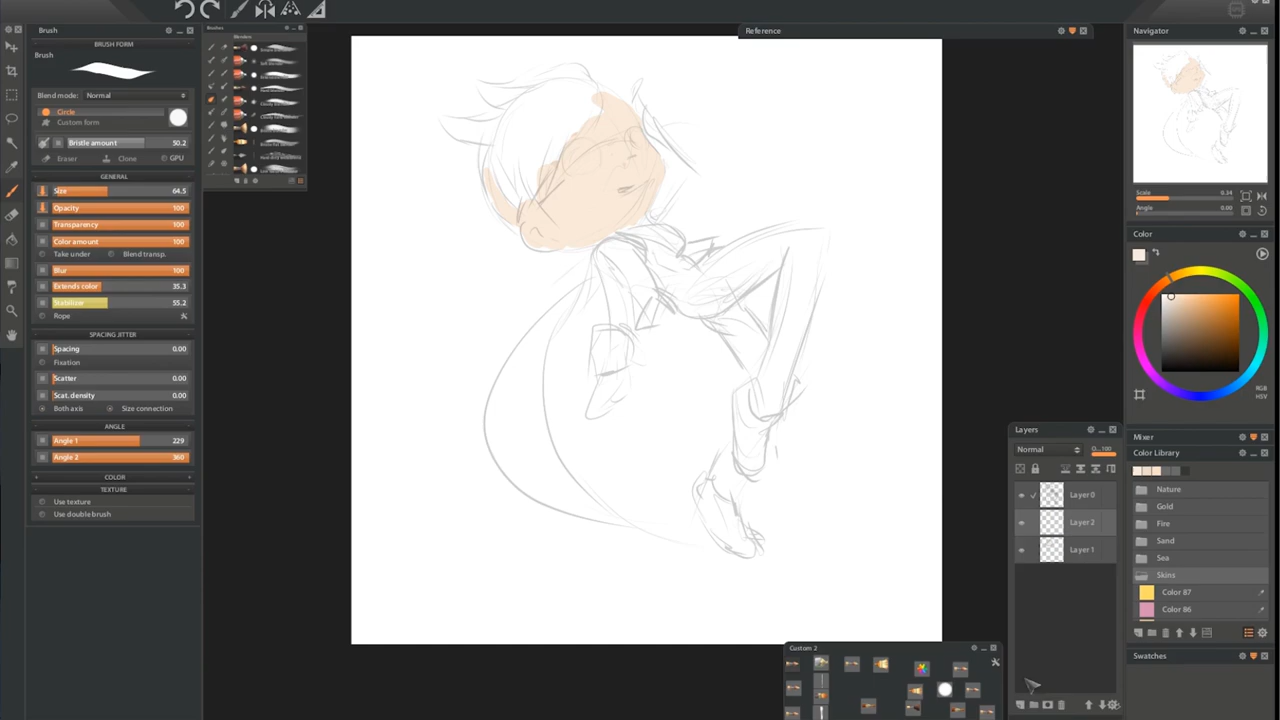 Brush
BRUSH FORM
Brush
Blend mode: Normal
Circle
Custom form
Bristle amount 50.2
Eraser Clone GPU
GENERAL
Size 64.5
Opacity 100
Transparency 100
Color amount 100
Take under Blend transp.
Blur 100
Extends color 35.3
Stabilizer 55.2
Rope
SPACING JITTER
Spacing 0.00
Fixation
Scatter 0.00
Scat. density 0.00
Both axis Size connection
ANGLE
Angle 1 229
Angle 2 360
COLOR
TEXTURE
Use texture
Use double brush
Brushes
Blenders
Reference
Custom 2
Layers
Normal
Layer 0
Layer 2
Layer 1
Navigator
Scale 0.34
Angle 0.00
Color
RGB
HSV
Mixer
Color Library
Nature
Gold
Fire
Sand
Sea
Skins
Color 87
Color 86
Swatches